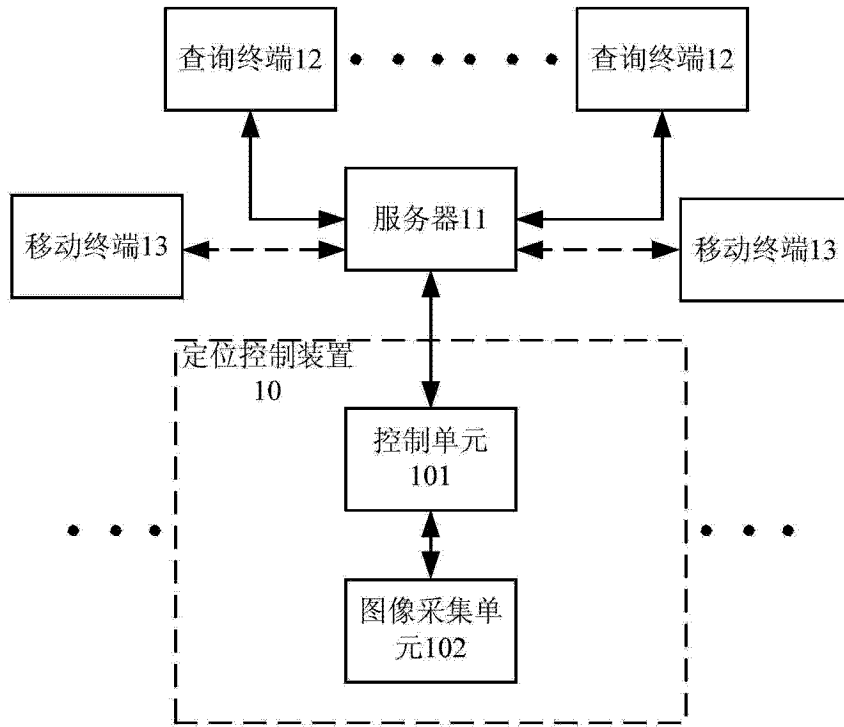 查询终端12
查询终端12
服务器11
移动终端13
移动终端13
定位控制装置
10
控制单元
101
图像采集单
元102